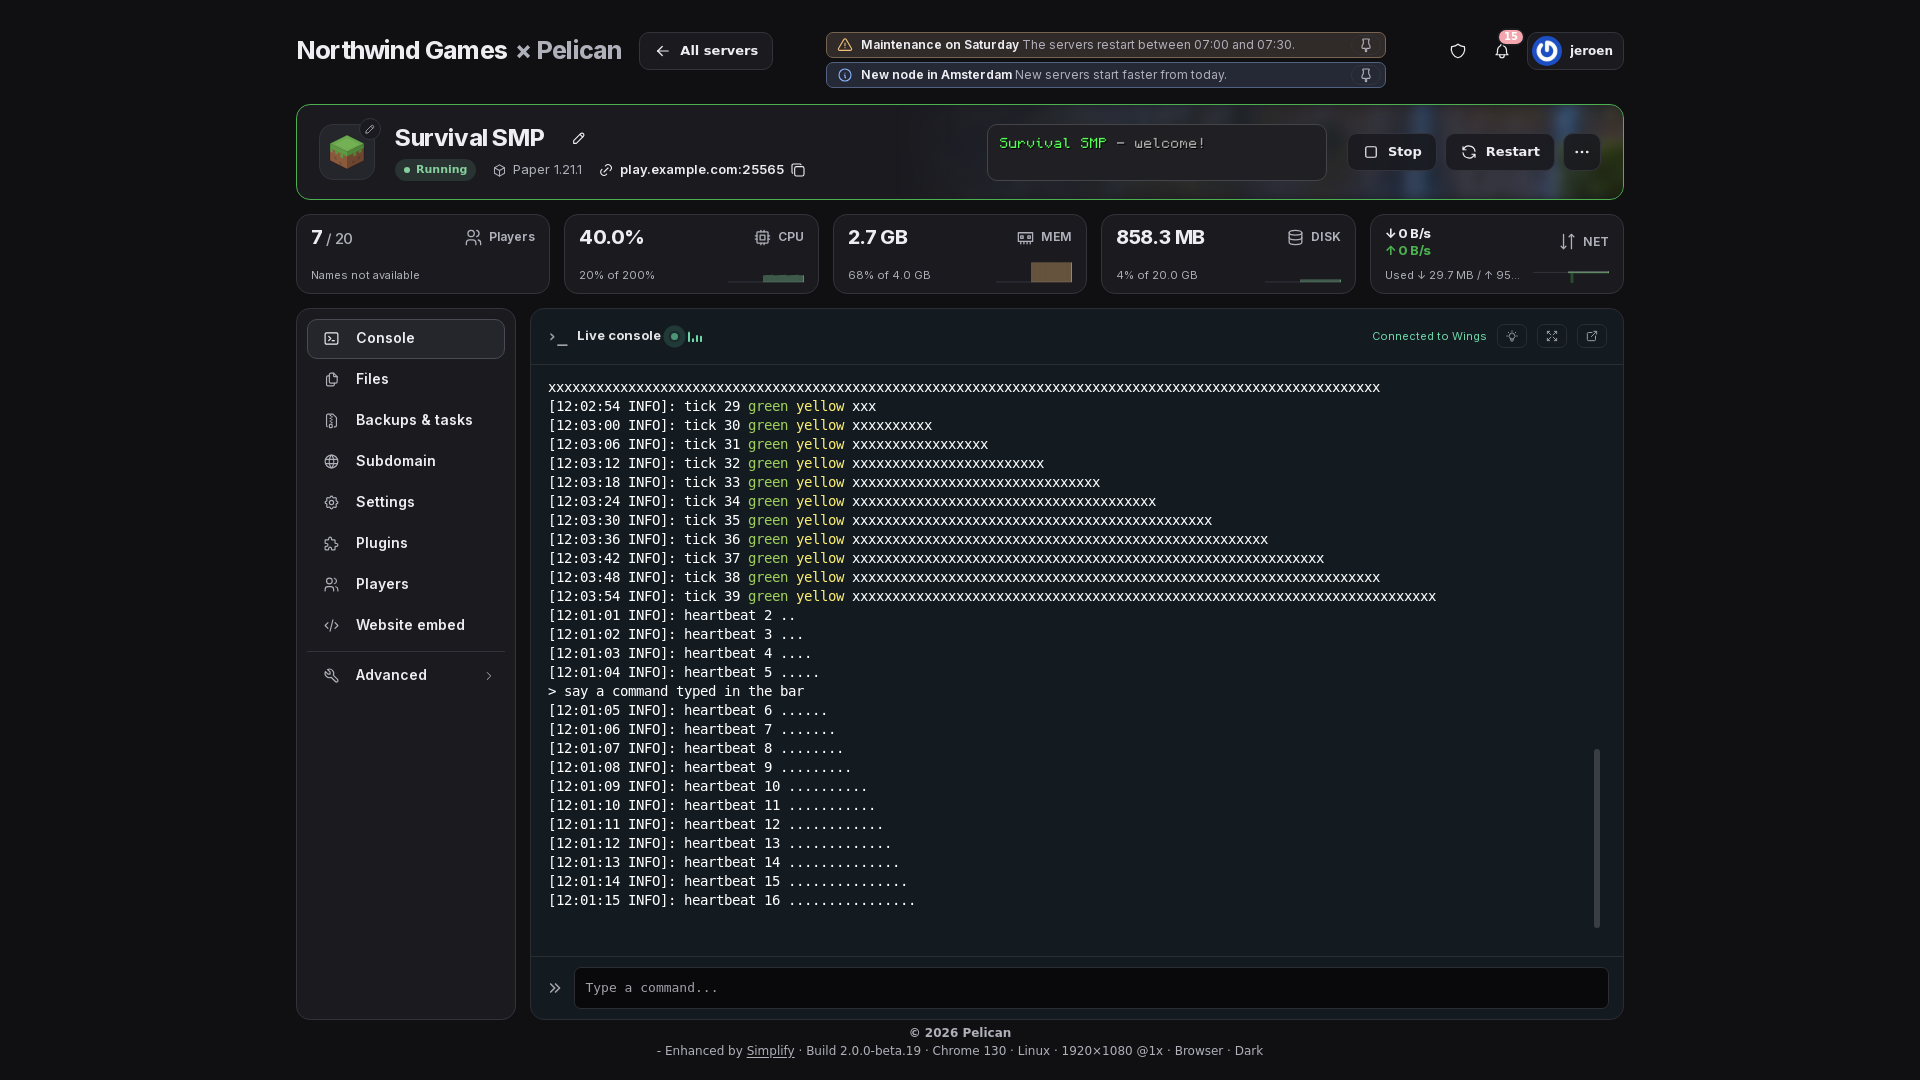 Northwind Games × Pelican
All servers
Maintenance on Saturday The servers restart between 07:00 and 07:30.
New node in Amsterdam New servers start faster from today.
15
jeroen
Survival SMP
Running
Paper 1.21.1
play.example.com:25565
Survival SMP - welcome!
Stop
Restart
7 / 20
Players
Names not available
40.0%
CPU
20% of 200%
2.7 GB
MEM
68% of 4.0 GB
858.3 MB
DISK
4% of 20.0 GB
↓ 0 B/s
↑ 0 B/s
NET
Used ↓ 29.7 MB / ↑ 95...
Console
Files
Backups & tasks
Subdomain
Settings
Plugins
Players
Website embed
Advanced
>_ Live console
Connected to Wings
xxxxxxxxxxxxxxxxxxxxxxxxxxxxxxxxxxxxxxxxxxxxxxxxxxxxxxxxxxxxxxxxxxxxxxxxxxxxxxxxxxxxxxxxxxxxxxxxxxxxxxxx
[12:02:54 INFO]: tick 29 green yellow xxx
[12:03:00 INFO]: tick 30 green yellow xxxxxxxxxx
[12:03:06 INFO]: tick 31 green yellow xxxxxxxxxxxxxxxxx
[12:03:12 INFO]: tick 32 green yellow xxxxxxxxxxxxxxxxxxxxxxxx
[12:03:18 INFO]: tick 33 green yellow xxxxxxxxxxxxxxxxxxxxxxxxxxxxxxx
[12:03:24 INFO]: tick 34 green yellow xxxxxxxxxxxxxxxxxxxxxxxxxxxxxxxxxxxxxx
[12:03:30 INFO]: tick 35 green yellow xxxxxxxxxxxxxxxxxxxxxxxxxxxxxxxxxxxxxxxxxxxxx
[12:03:36 INFO]: tick 36 green yellow xxxxxxxxxxxxxxxxxxxxxxxxxxxxxxxxxxxxxxxxxxxxxxxxxxxx
[12:03:42 INFO]: tick 37 green yellow xxxxxxxxxxxxxxxxxxxxxxxxxxxxxxxxxxxxxxxxxxxxxxxxxxxxxxxxxxx
[12:03:48 INFO]: tick 38 green yellow xxxxxxxxxxxxxxxxxxxxxxxxxxxxxxxxxxxxxxxxxxxxxxxxxxxxxxxxxxxxxxxxxx
[12:03:54 INFO]: tick 39 green yellow xxxxxxxxxxxxxxxxxxxxxxxxxxxxxxxxxxxxxxxxxxxxxxxxxxxxxxxxxxxxxxxxxxxxxxxxx
[12:01:01 INFO]: heartbeat 2 ..
[12:01:02 INFO]: heartbeat 3 ...
[12:01:03 INFO]: heartbeat 4 ....
[12:01:04 INFO]: heartbeat 5 .....
> say a command typed in the bar
[12:01:05 INFO]: heartbeat 6 ......
[12:01:06 INFO]: heartbeat 7 .......
[12:01:07 INFO]: heartbeat 8 ........
[12:01:08 INFO]: heartbeat 9 .........
[12:01:09 INFO]: heartbeat 10 ..........
[12:01:10 INFO]: heartbeat 11 ...........
[12:01:11 INFO]: heartbeat 12 ............
[12:01:12 INFO]: heartbeat 13 .............
[12:01:13 INFO]: heartbeat 14 ..............
[12:01:14 INFO]: heartbeat 15 ...............
[12:01:15 INFO]: heartbeat 16 ................
Type a command...
© 2026 Pelican
- Enhanced by Simplify · Build 2.0.0-beta.19 · Chrome 130 · Linux · 1920×1080 @1x · Browser · Dark